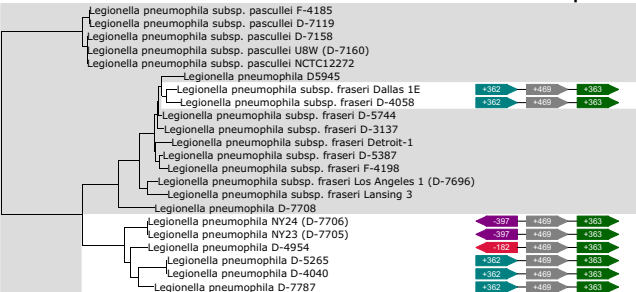 Legionella pneumophila subsp. pascullei F-4185
Legionella pneumophila subsp. pascullei D-7119
Legionella pneumophila subsp. pascullei D-7158
Legionella pneumophila subsp. pascullei U8W (D-7160)
Legionella pneumophila subsp. pascullei NCTC12272
Legionella pneumophila D5945
Legionella pneumophila subsp. fraseri Dallas 1E +362 +469 +363
Legionella pneumophila subsp. fraseri D-4058 +362 +469 +363
Legionella pneumophila subsp. fraseri D-5744
Legionella pneumophila subsp. fraseri D-3137
Legionella pneumophila subsp. fraseri Detroit-1
Legionella pneumophila subsp. fraseri D-5387
Legionella pneumophila subsp. fraseri F-4198
Legionella pneumophila subsp. fraseri Los Angeles 1 (D-7696)
Legionella pneumophila subsp. fraseri Lansing 3
Legionella pneumophila D-7708
Legionella pneumophila NY24 (D-7706) -397 +469 +363
Legionella pneumophila NY23 (D-7705) -397 +469 +363
Legionella pneumophila D-4954 -182 +469 +363
Legionella pneumophila D-5265 +362 +469 +363
Legionella pneumophila D-4040 +362 +469 +363
Legionella pneumophila D-7787 +362 +469 +363